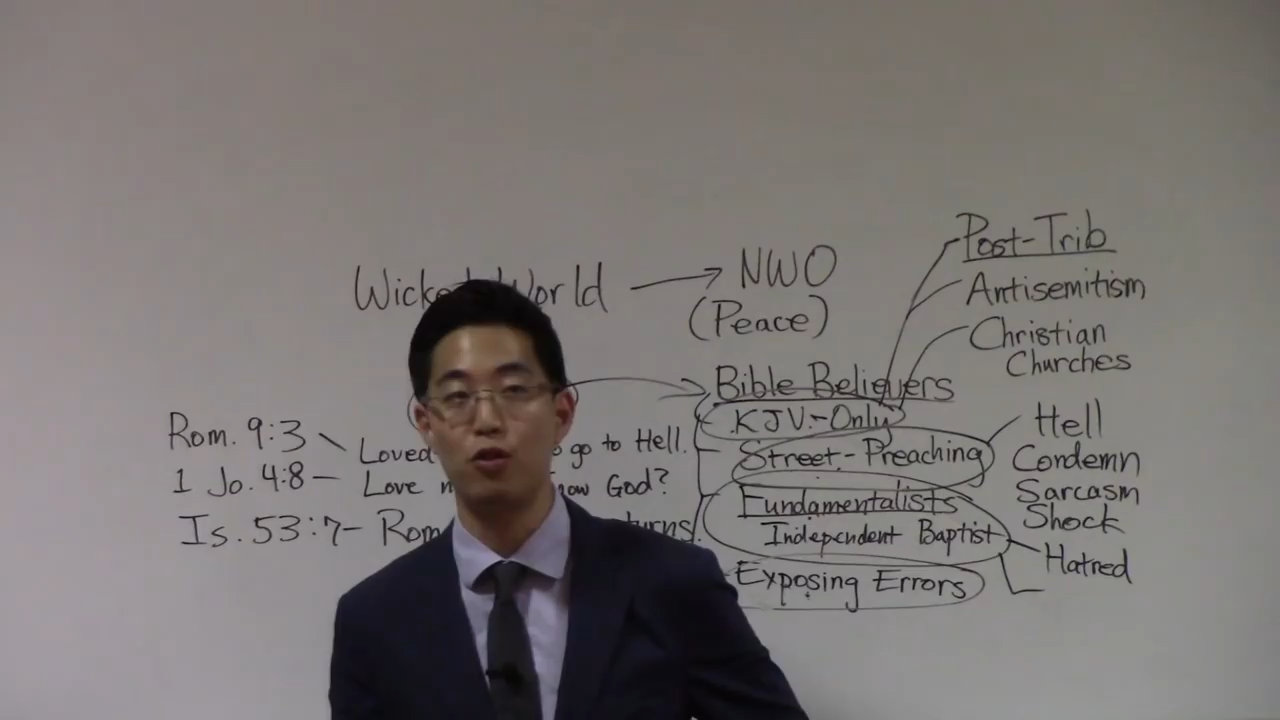 Wicked World → NWO
(Peace)
Post-Trib
Antisemitism
Christian
Churches
Bible Believers
KJV-Only
Street-Preaching
Fundamentalists
Independent Baptist
Exposing Errors
Hell
Condemn
Sarcasm
Shock
Hatred
Rom. 9:3 Loved go to Hell.
1 Jo. 4:8 - Love God?
Is. 53:7- Rom